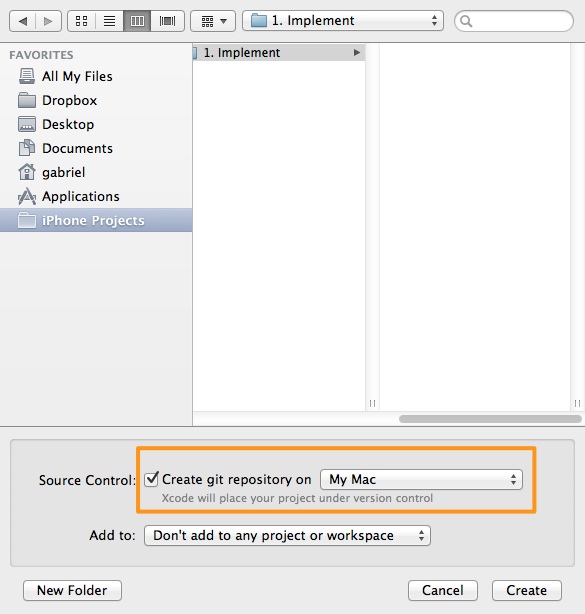 1. Implement
FAVORITES
All My Files
Dropbox
Desktop
Documents
gabriel
Applications
iPhone Projects
1. Implement
Source Control: Create git repository on My Mac
Xcode will place your project under version control
Add to: Don't add to any project or workspace
New Folder Cancel Create